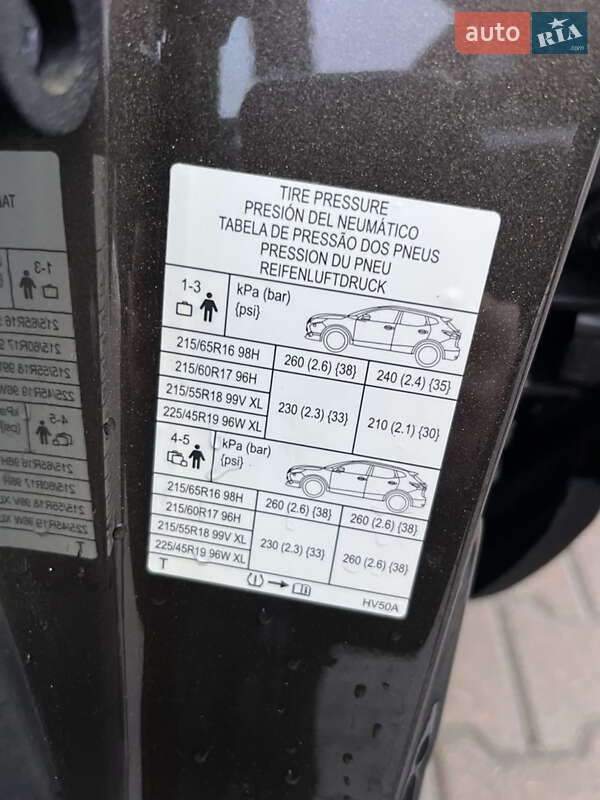 auto RIA .com
TIRE PRESSURE
PRESIÓN DEL NEUMÁTICO
TABELA DE PRESSÃO DOS PNEUS
PRESSION DU PNEU
REIFENLUFTDRUCK
1-3 kPa (bar) {psi}
215/65R16 98H 260 (2.6) {38} 240 (2.4) {35}
215/60R17 96H
215/55R18 99V XL 230 (2.3) {33} 210 (2.1) {30}
225/45R19 96W XL
4-5 kPa (bar) {psi}
215/65R16 98H 260 (2.6) {38} 260 (2.6) {38}
215/60R17 96H
215/55R18 99V XL 230 (2.3) {33} 260 (2.6) {38}
225/45R19 96W XL
T HV50A